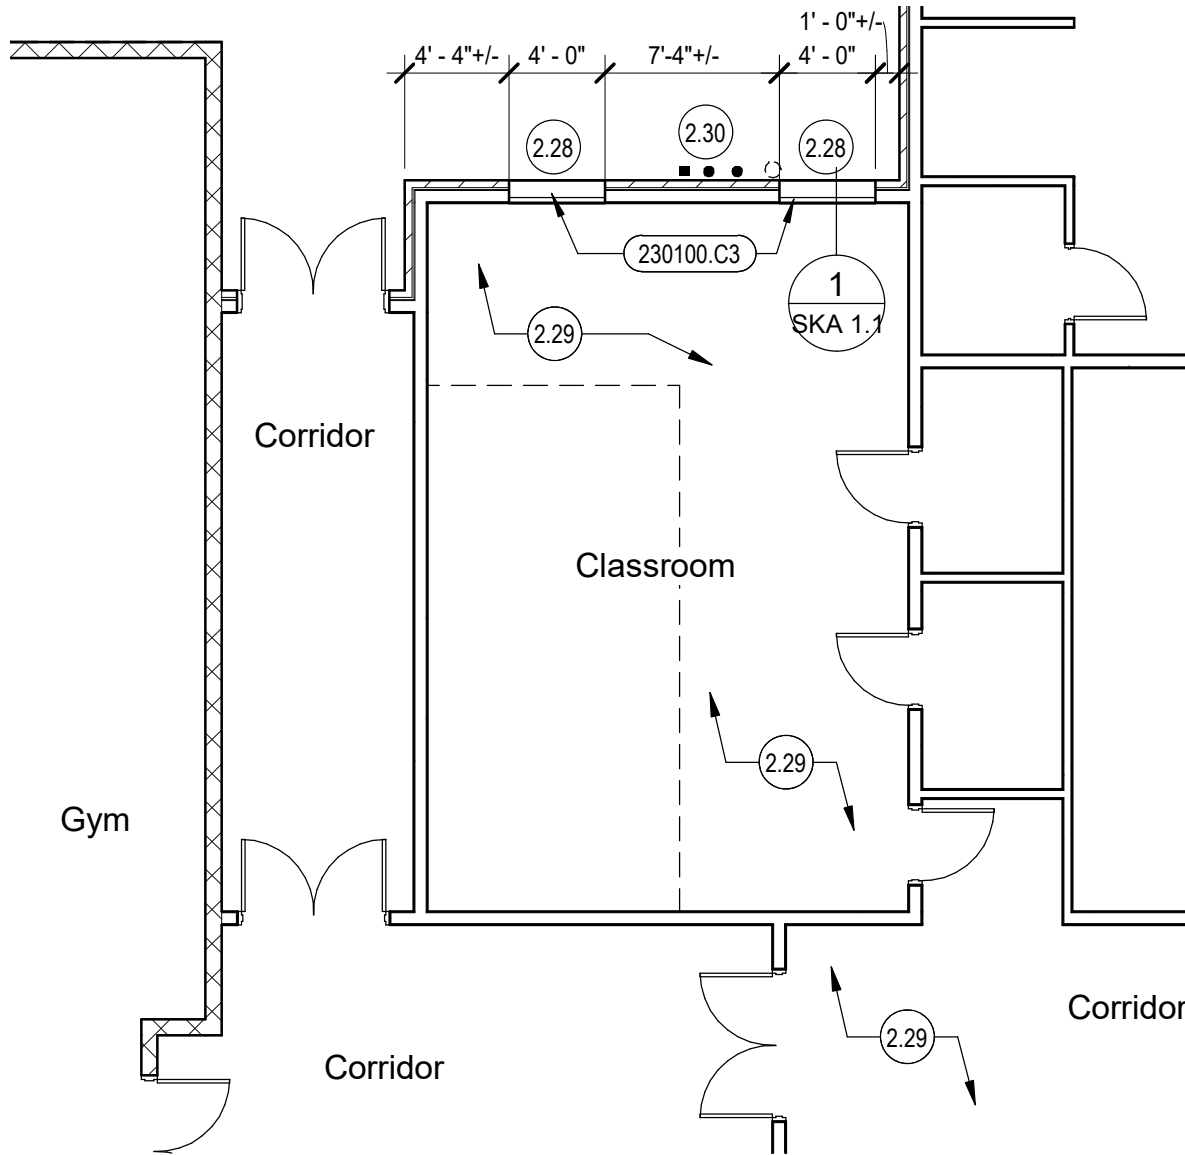 1' - 0"+/-
4' - 4"+/-
4' - 0"
7'-4"+/-
4' - 0"
2.28
2.30
2.28
230100.C3
1
SKA 1.1
2.29
Corridor
Classroom
2.29
Gym
Corridor
2.29
Corridor